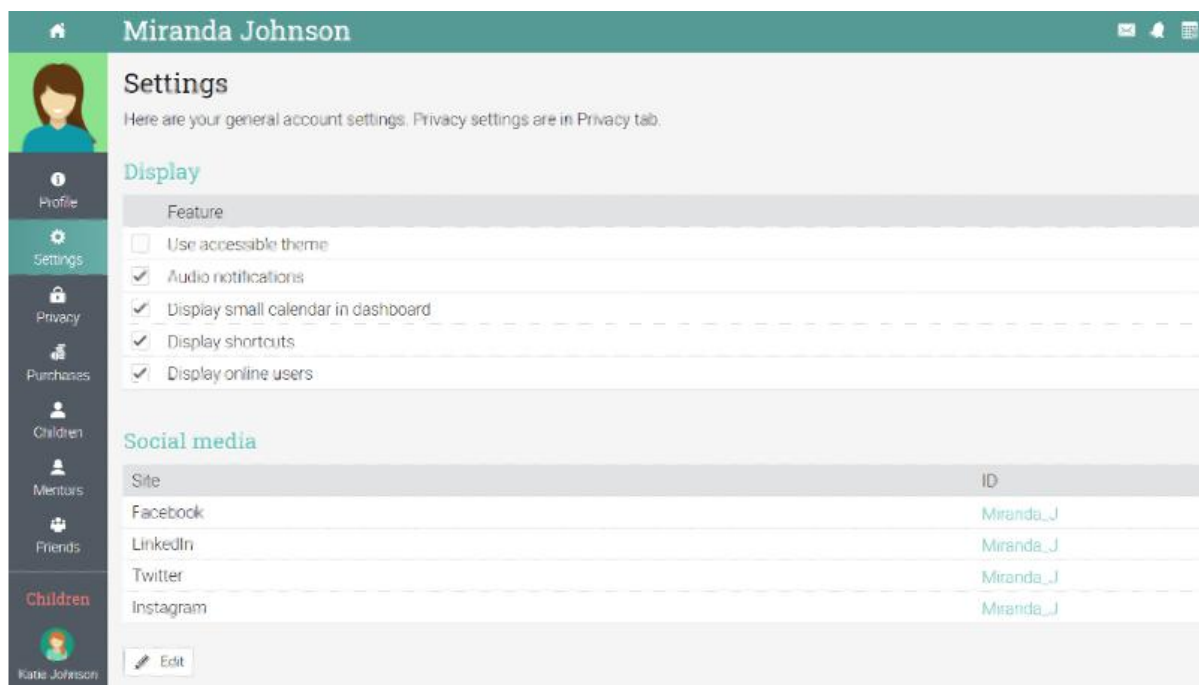 Miranda Johnson
Settings
Here are your general account settings. Privacy settings are in Privacy tab.
Profile
Settings
Privacy
Purchases
Children
Mentors
Friends
Children
Katie Johnson
Display
Feature
Use accessible theme
Audio notifications
Display small calendar in dashboard
Display shortcuts
Display online users
Social media
Site ID
Facebook Miranda_J
LinkedIn Miranda_J
Twitter Miranda_J
Instagram Miranda_J
Edit